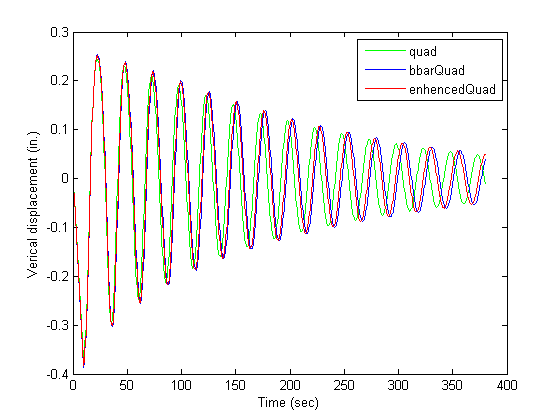 0.3
0.2
0.1
0
-0.1
-0.2
-0.3
-0.4
Verical displacement (in.)
quad
bbarQuad
enhencedQuad
0 50 100 150 200 250 300 350 400
Time (sec)